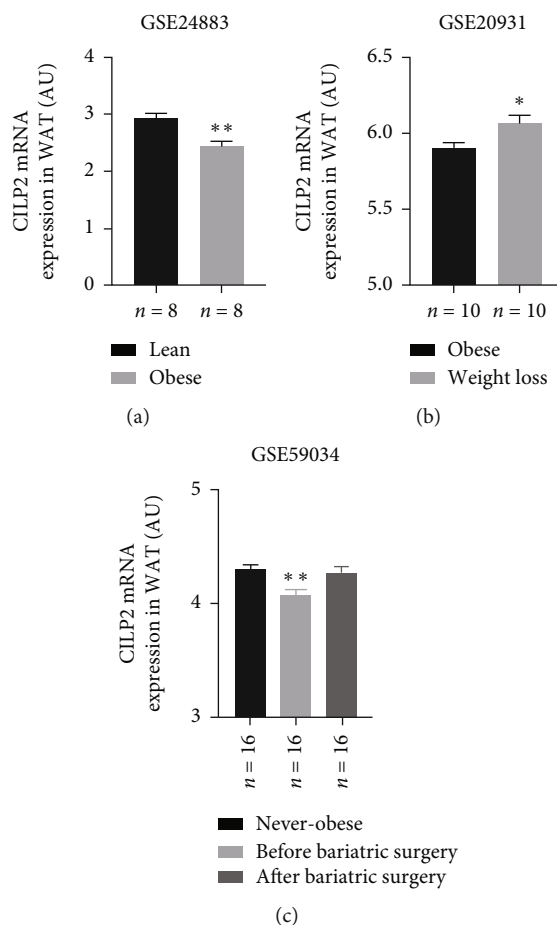 GSE24883
CILP2 mRNA
expression in WAT (AU)
4
3
2
1
0
**
n = 8 n = 8
Lean
Obese
(a)
GSE20931
CILP2 mRNA
expression in WAT (AU)
6.5
6.0
5.5
5.0
*
n = 10 n = 10
Obese
Weight loss
(b)
GSE59034
CILP2 mRNA
expression in WAT (AU)
5
4
3
**
n = 16
n = 16
n = 16
Never-obese
Before bariatric surgery
After bariatric surgery
(c)